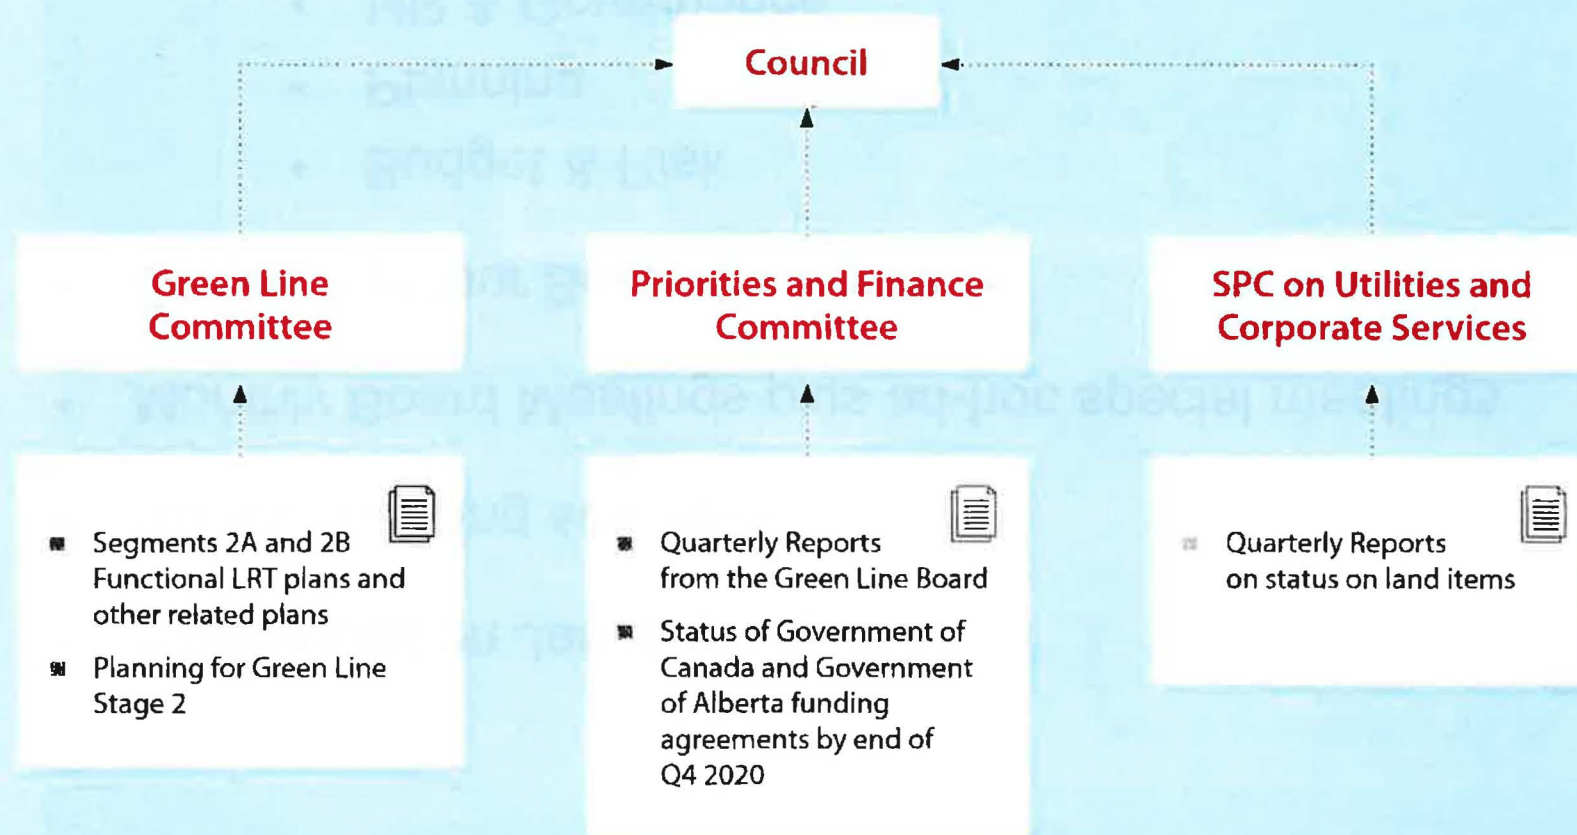 Council
Green Line
Committee
Priorities and Finance
Committee
SPC on Utilities and
Corporate Services
Segments 2A and 2B
Functional LRT plans and
other related plans
Planning for Green Line
Stage 2
Quarterly Reports
from the Green Line Board
Status of Government of
Canada and Government
of Alberta funding
agreements by end of
Q4 2020
Quarterly Reports
on status on land items